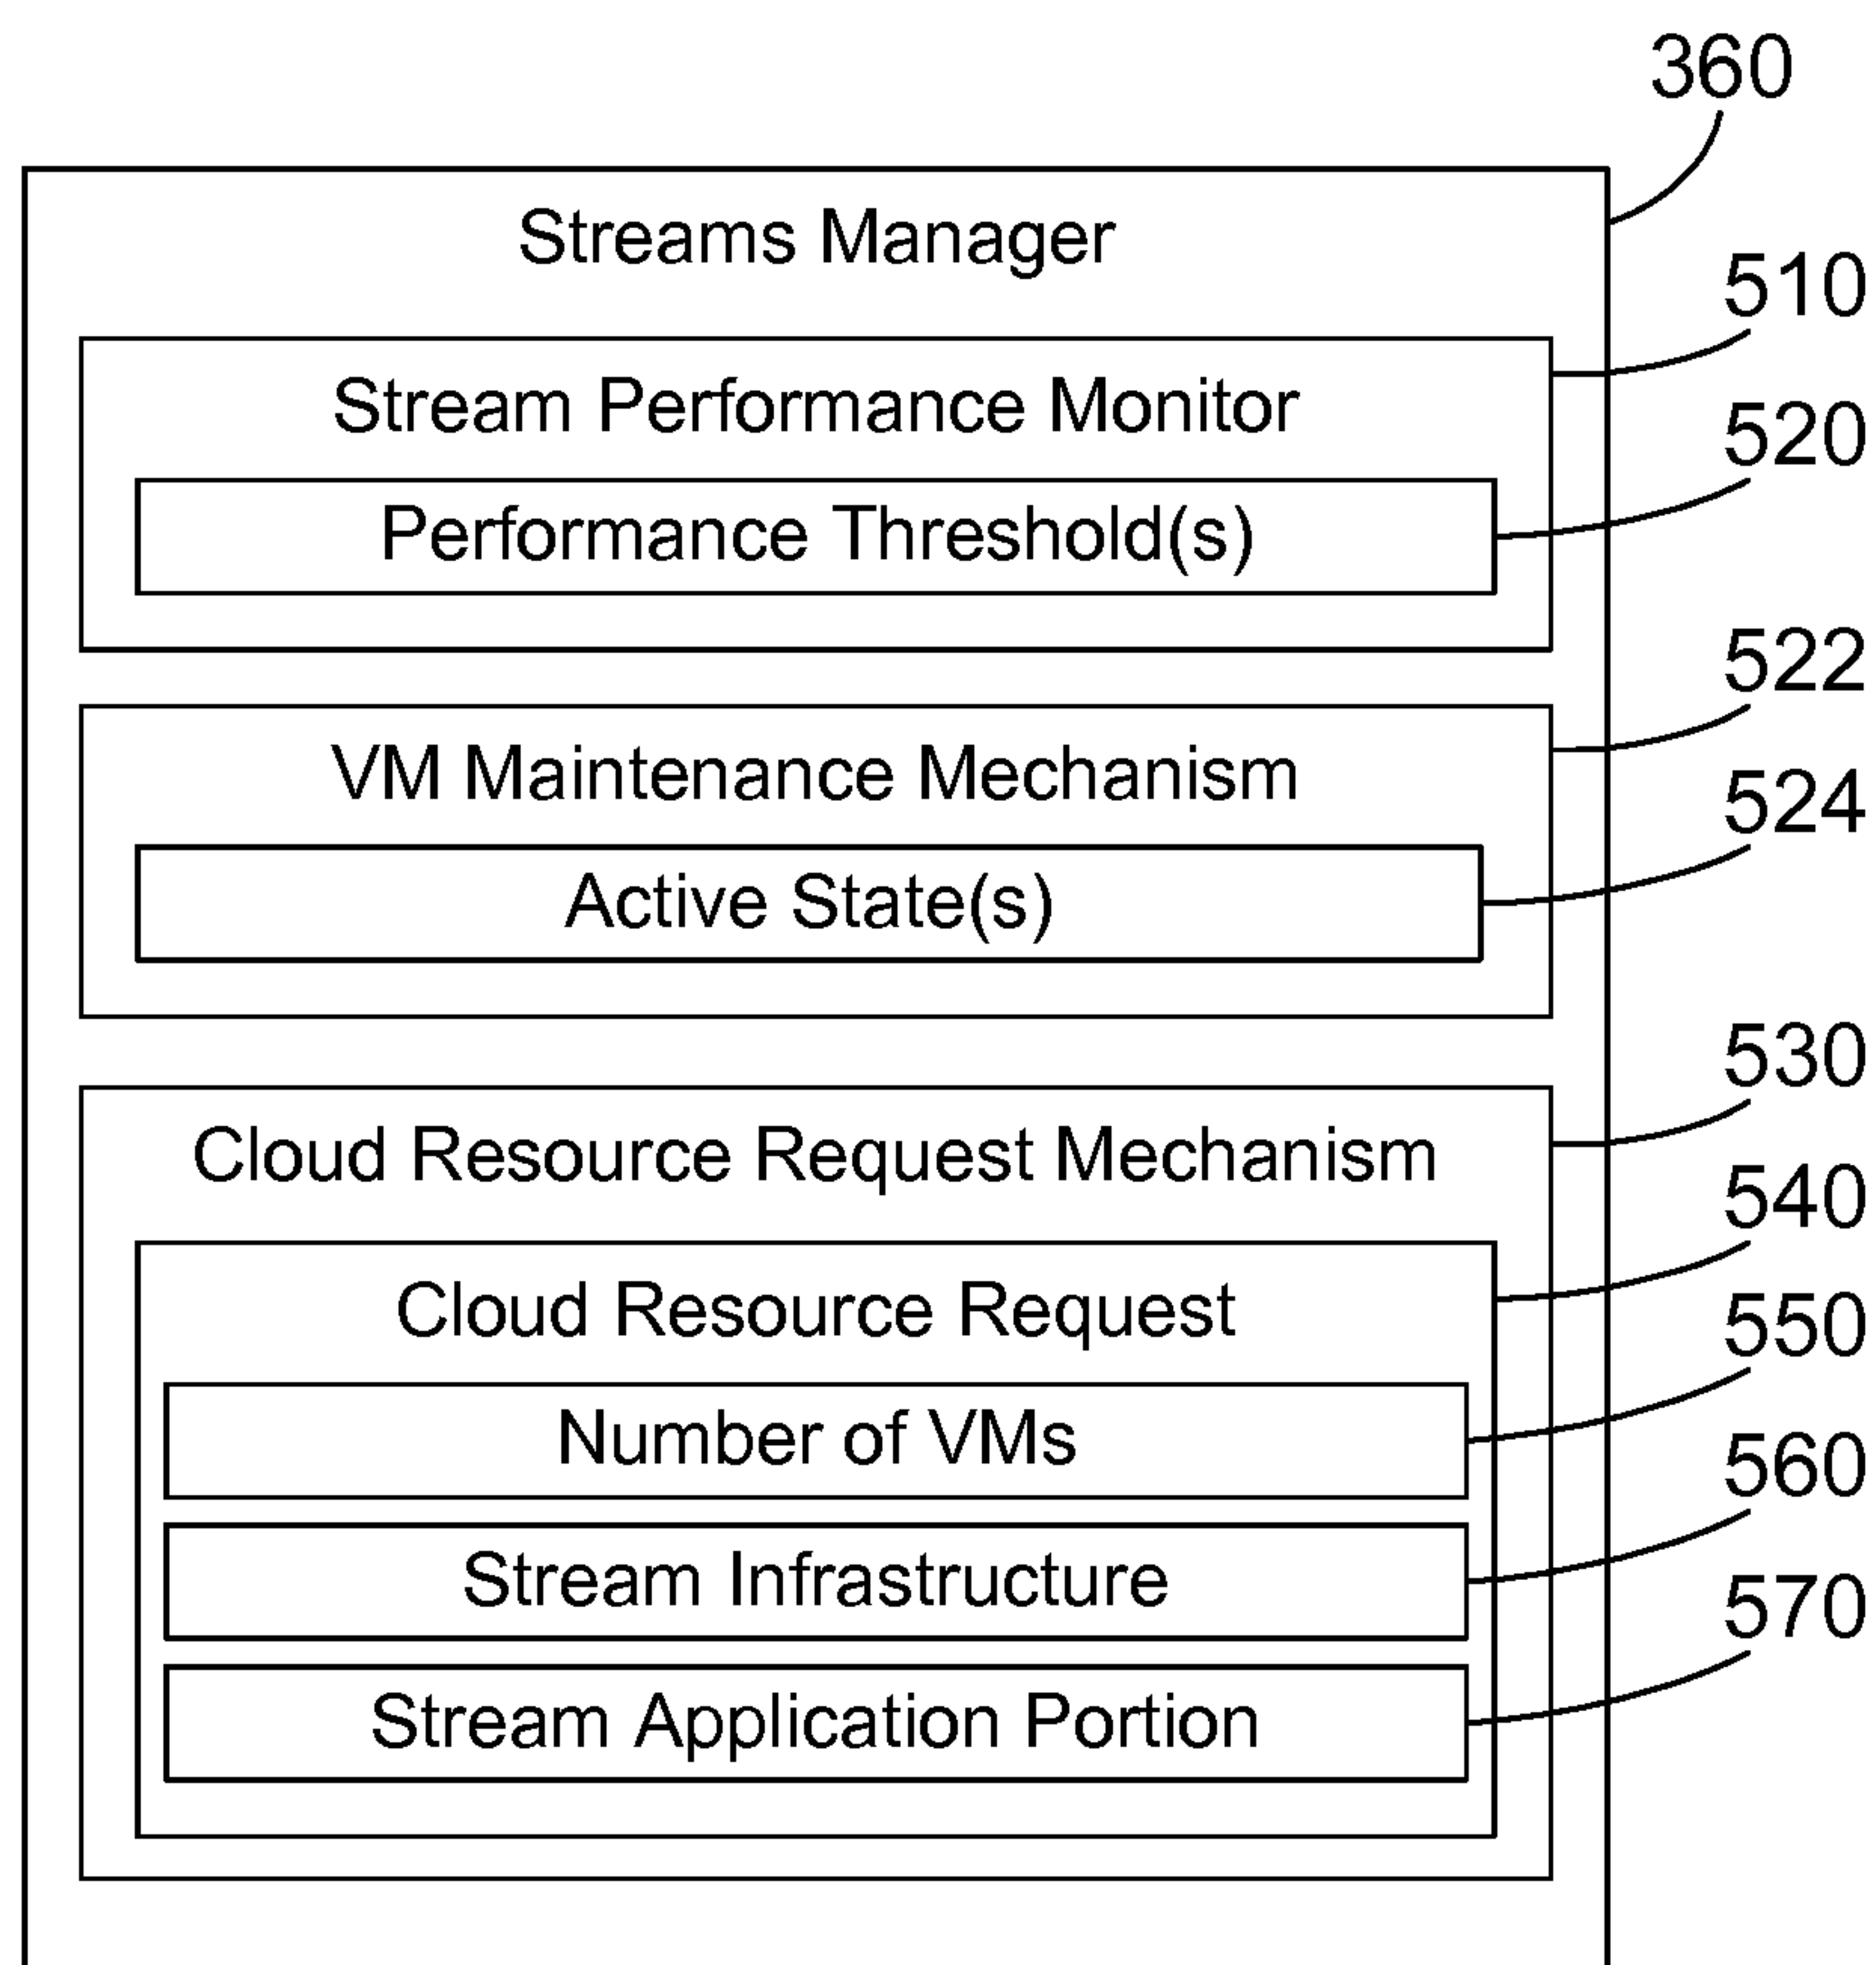 360
Streams Manager
510
Stream Performance Monitor
520
Performance Threshold(s)
522
VM Maintenance Mechanism
524
Active State(s)
530
Cloud Resource Request Mechanism
540
Cloud Resource Request
550
Number of VMs
560
Stream Infrastructure
570
Stream Application Portion